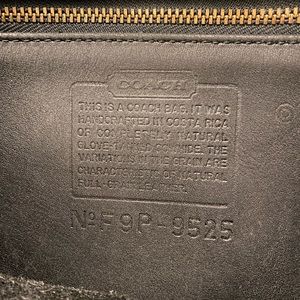 COACH
THIS IS A COACH BAG. IT WAS
HANDCRAFTED IN COSTA RICA
OF COMPLETELY NATURAL
GLOVE-TANNED COWHIDE. THE
VARIATIONS IN THE GRAIN ARE
CHARACTERISTIC OF NATURAL
FULL-GRAIN LEATHER.
Nº F9P-9525